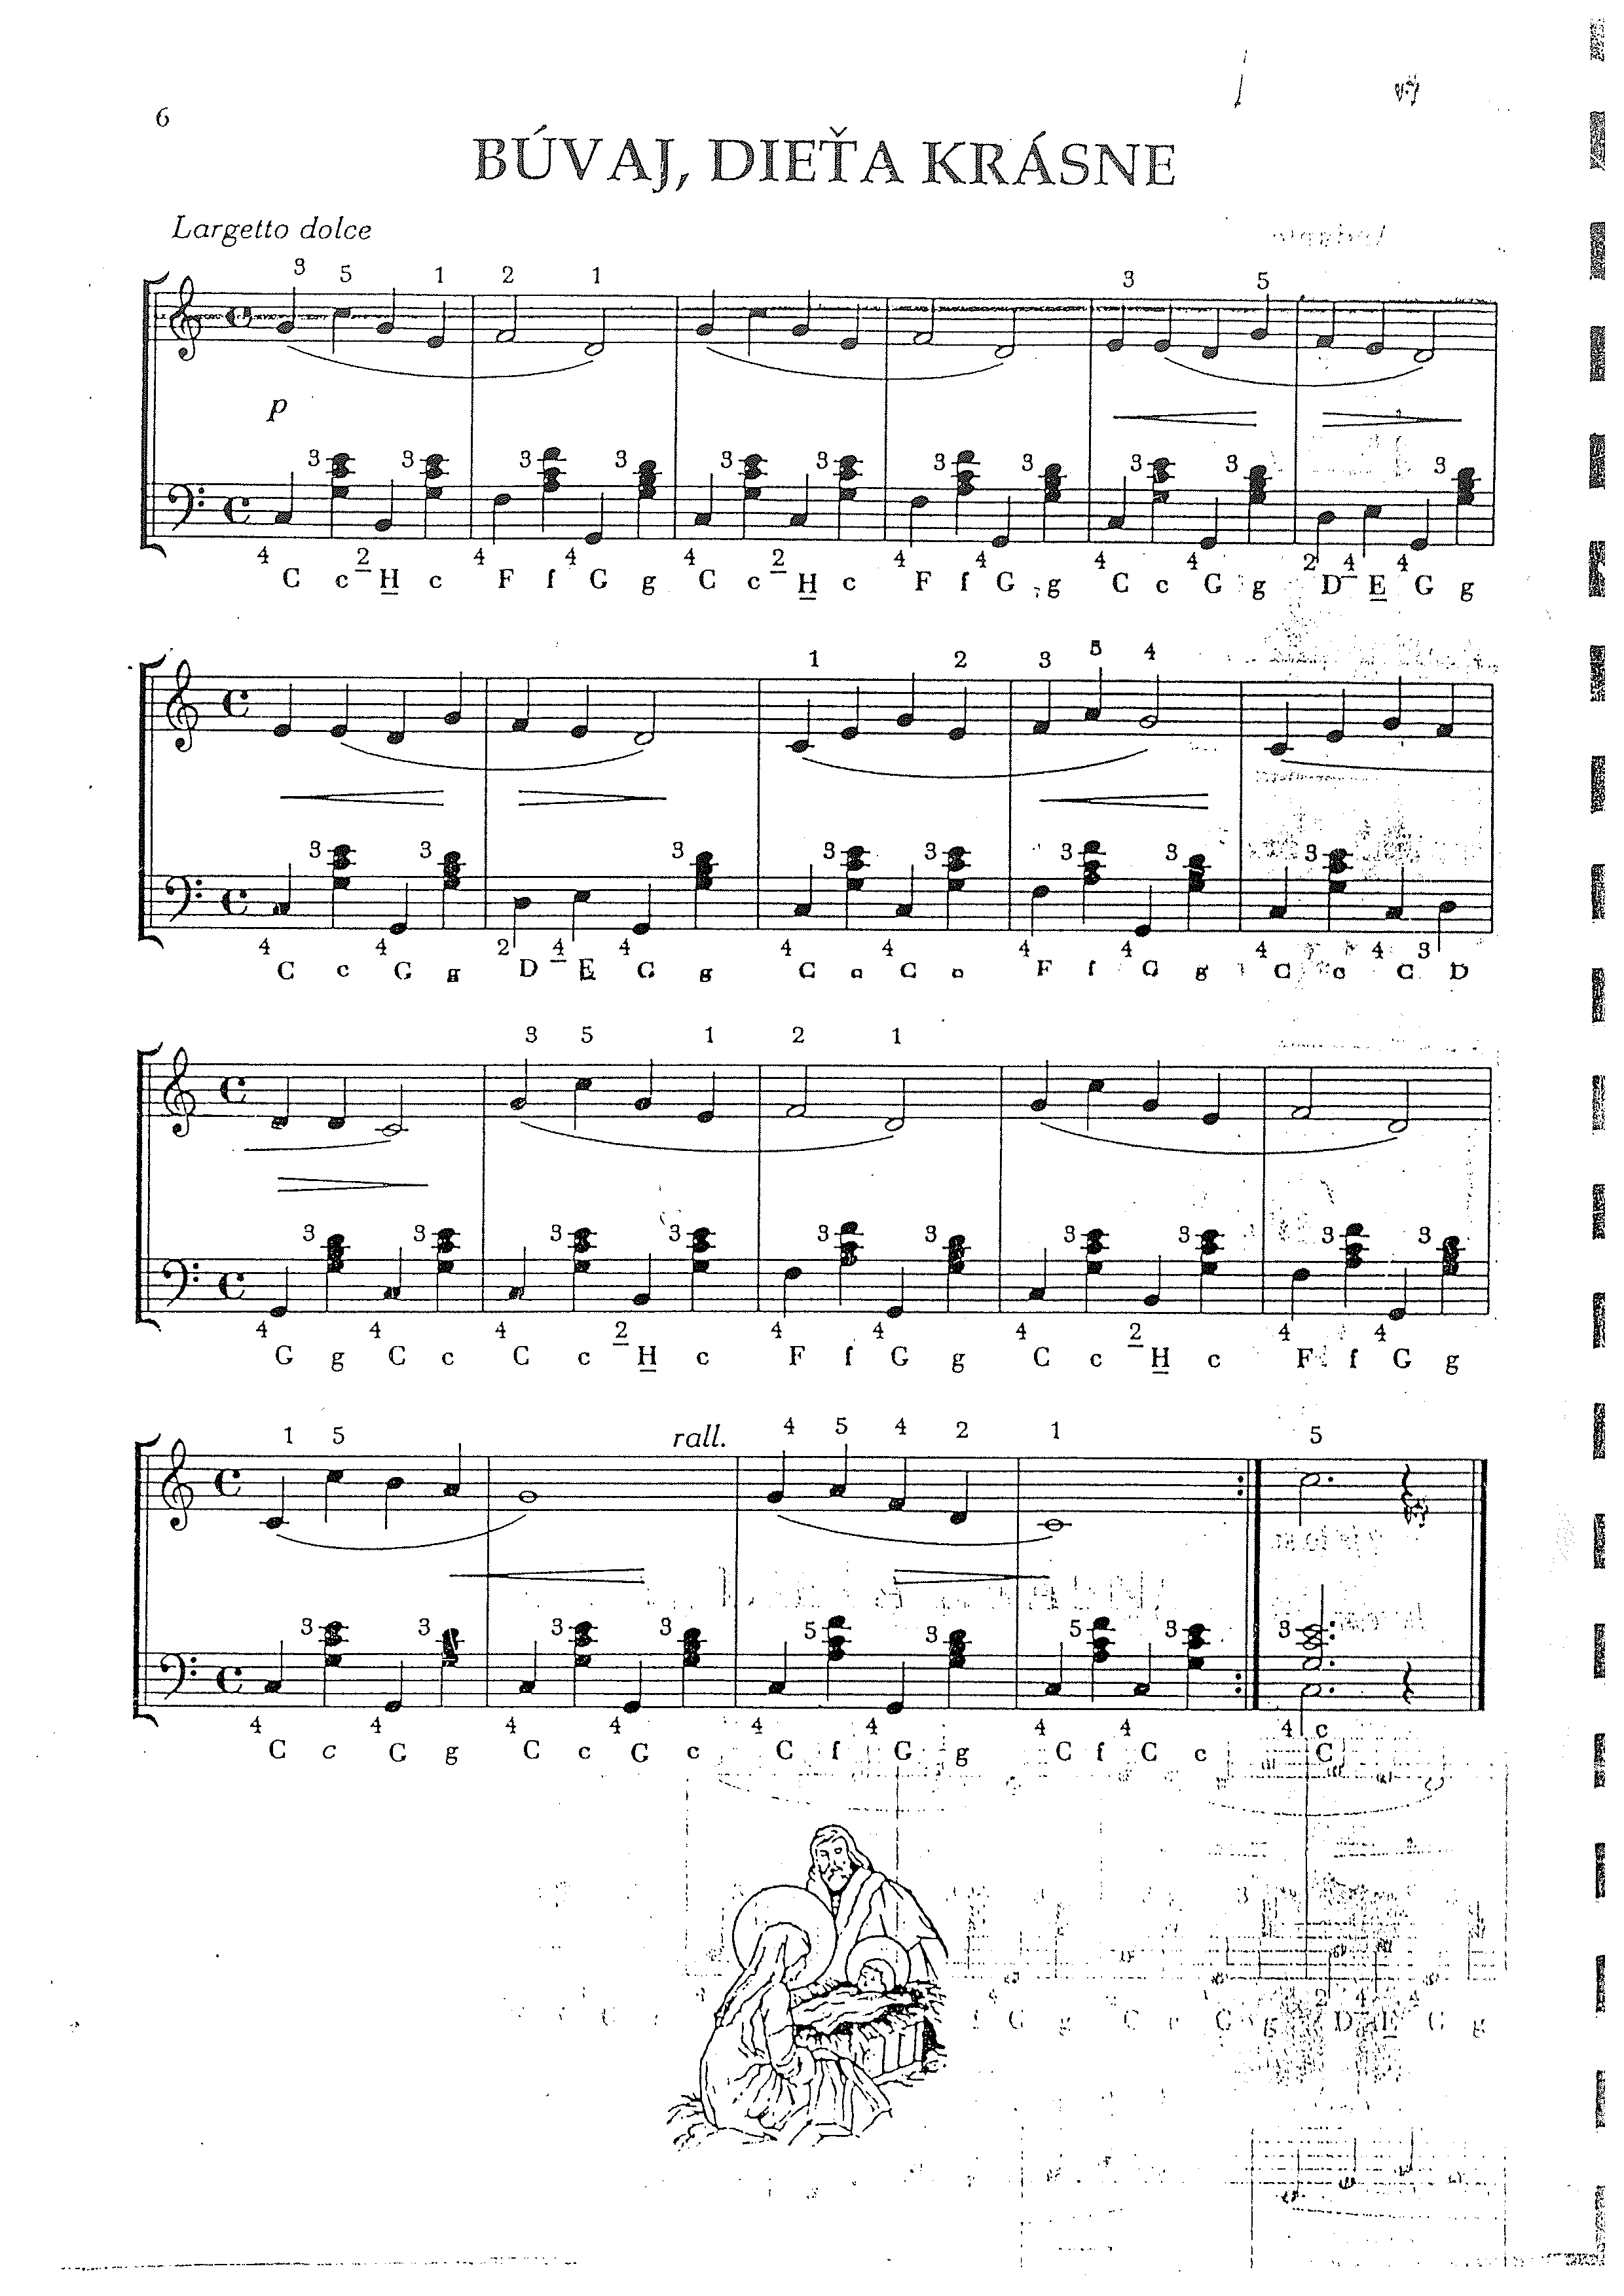 6
BÚVAJ, DIEŤA KRÁSNE
Largetto dolce
3 5 1 2 1 3 5
p
3 3 3 3 3 3 3 3 3 3 3
4 2 4 4 4 2 4 4 4 4 2 4 4
C c H c F f G g C c H c F f G g C c G g D E G g
1 2 3 5 4
3 3 3 3 3 3 3 3
4 4 2 4 4 4 4 4 4 4 4 3
C c G g D E G g C c C c F f G g C c C D
3 5 1 2 1
3 3 3 3 3 3 3 3 3 3
4 4 4 2 4 4 4 2 4 4
G g C c C c H c F f G g C c H c F f G g
1 5 rall. 4 5 4 2 1 5
3 3 3 3 5 3 5 3 3
4 4 4 4 4 4 4 4 4 c
C c G g C c G c C f G g C f C c C